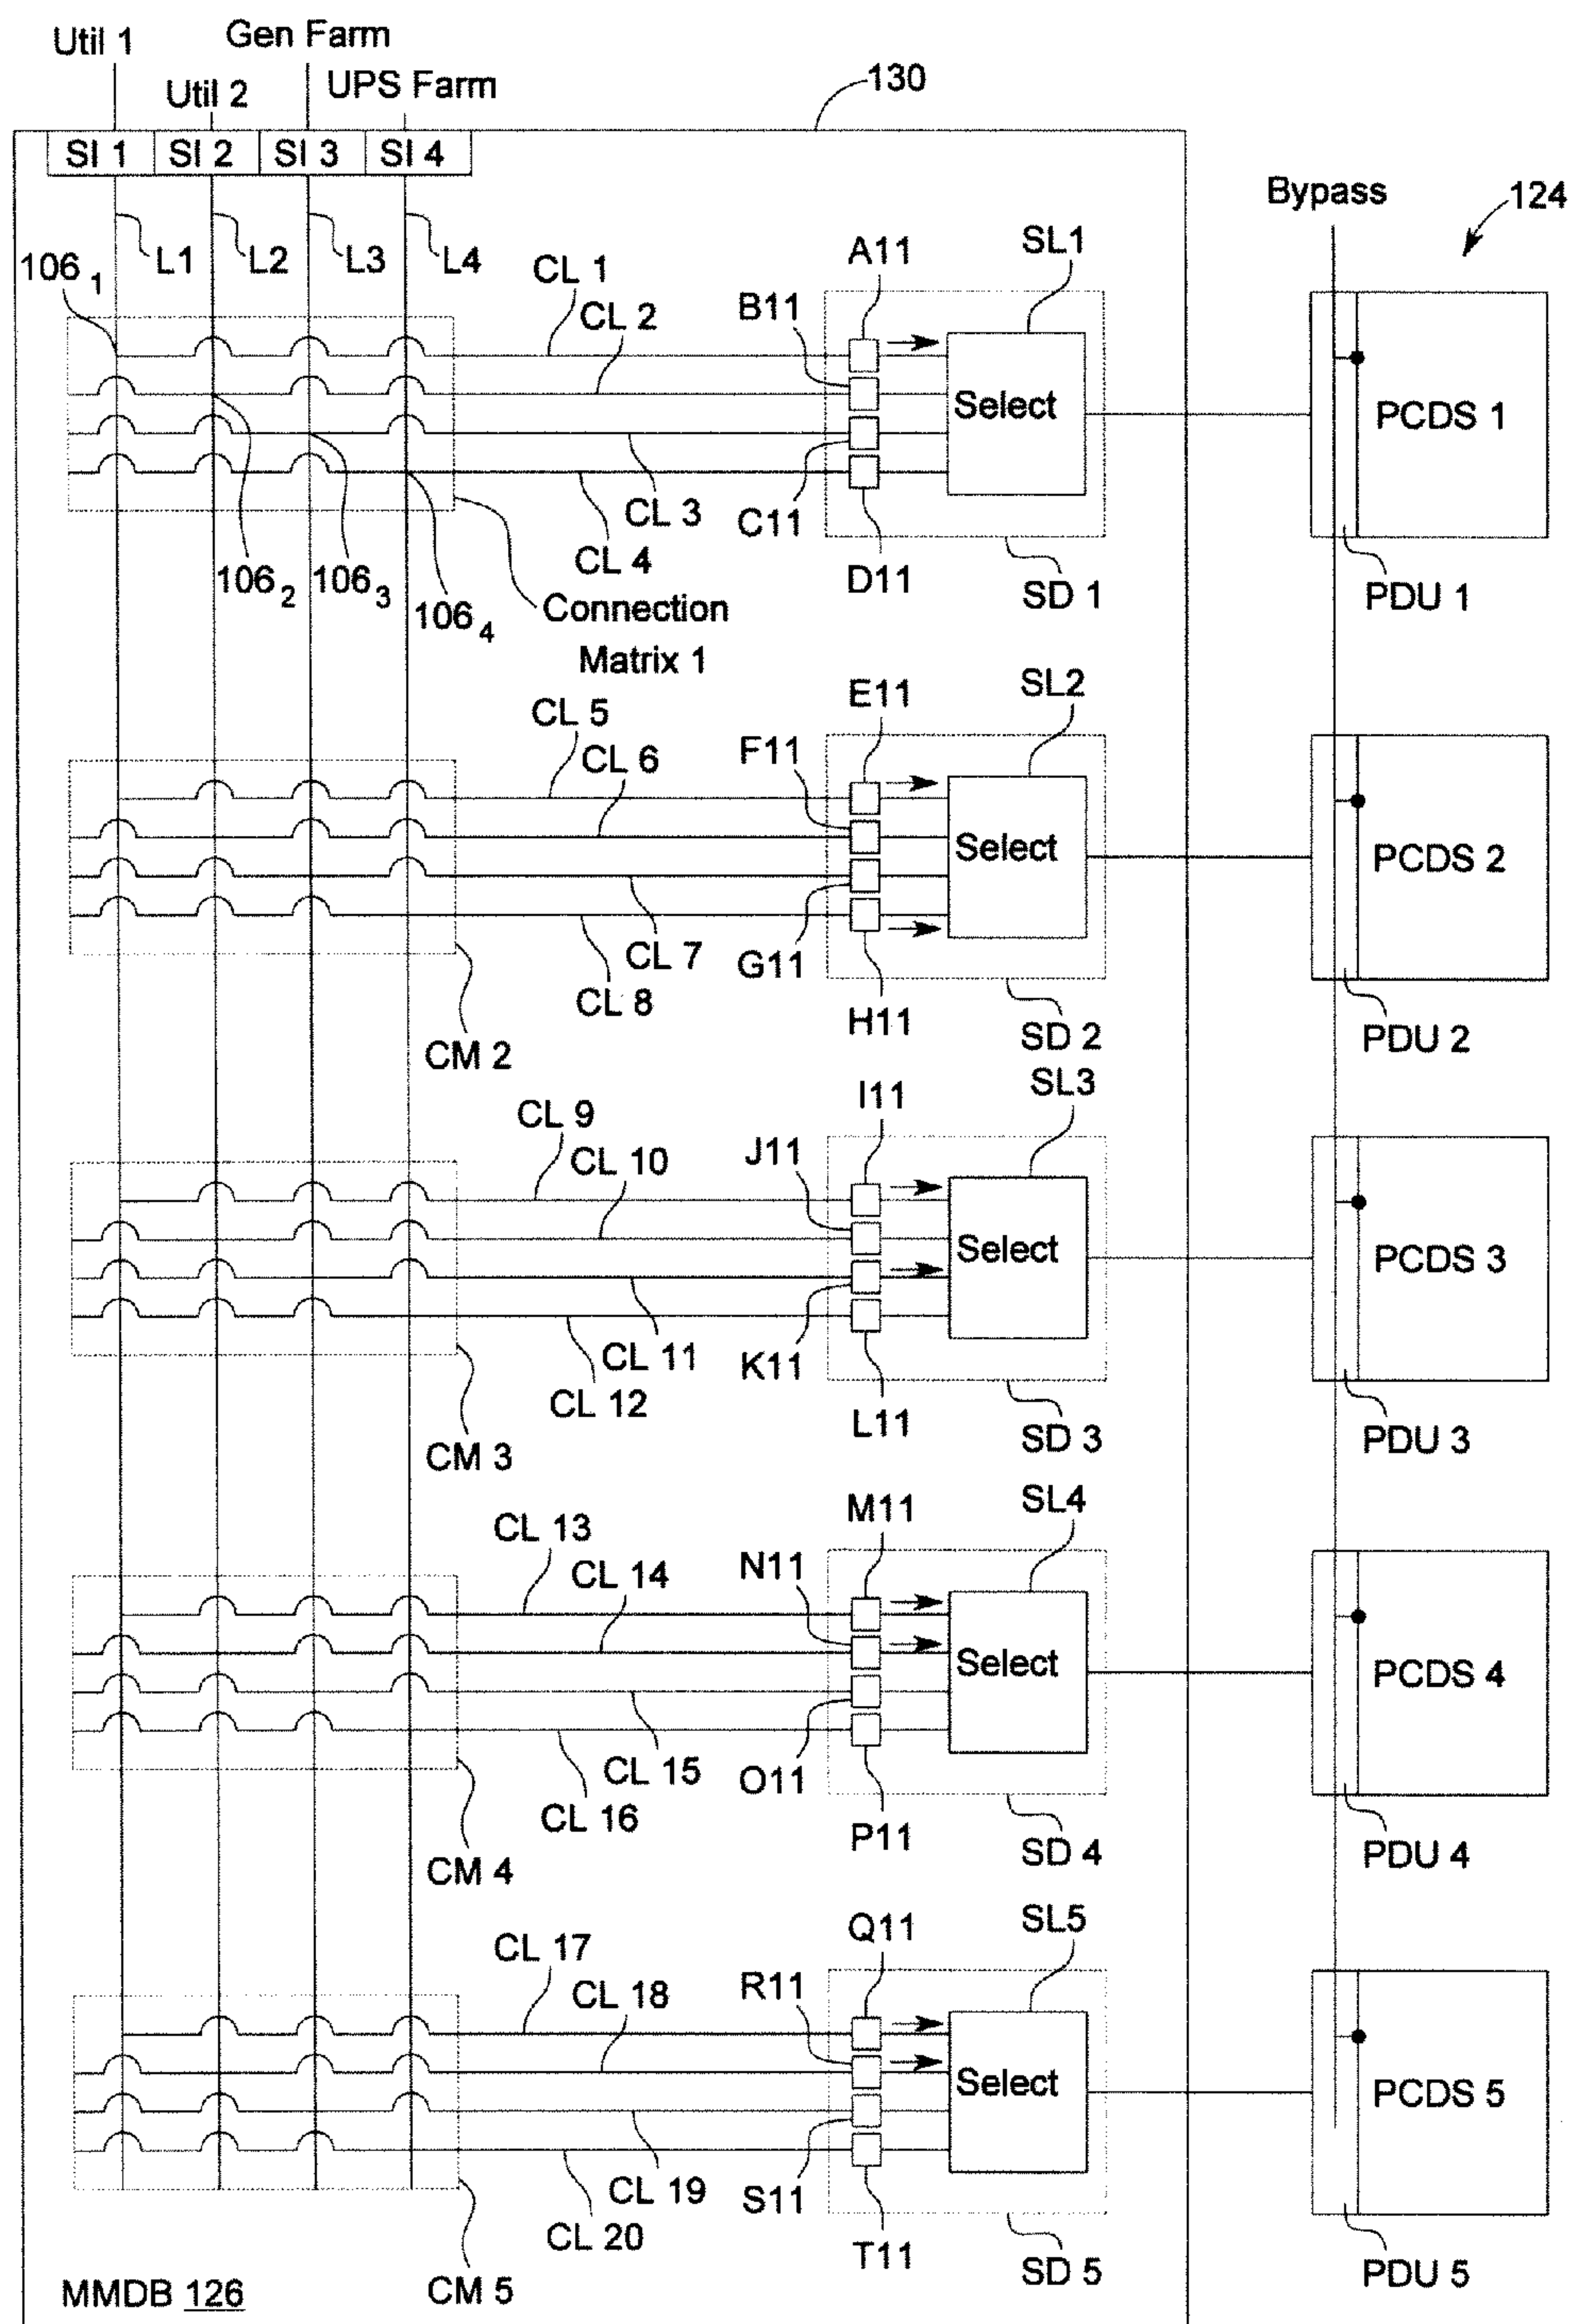 Util 1
Gen Farm
Util 2
UPS Farm
130
SI 1
SI 2
SI 3
SI 4
Bypass
124
L1
L2
L3
L4
106 1
CL 1
CL 2
A11
B11
SL1
Select
PCDS 1
CL 3
CL 4
C11
D11
SD 1
PDU 1
106 2
106 3
106 4
Connection
Matrix 1
CL 5
CL 6
E11
F11
SL2
Select
PCDS 2
CL 7
CL 8
G11
H11
SD 2
PDU 2
CM 2
CL 9
CL 10
I11
J11
SL3
Select
PCDS 3
CL 11
CL 12
K11
L11
SD 3
PDU 3
CM 3
CL 13
CL 14
M11
N11
SL4
Select
PCDS 4
CL 15
CL 16
O11
P11
SD 4
PDU 4
CM 4
CL 17
CL 18
Q11
R11
SL5
Select
PCDS 5
CL 19
CL 20
S11
T11
SD 5
PDU 5
CM 5
MMDB 126